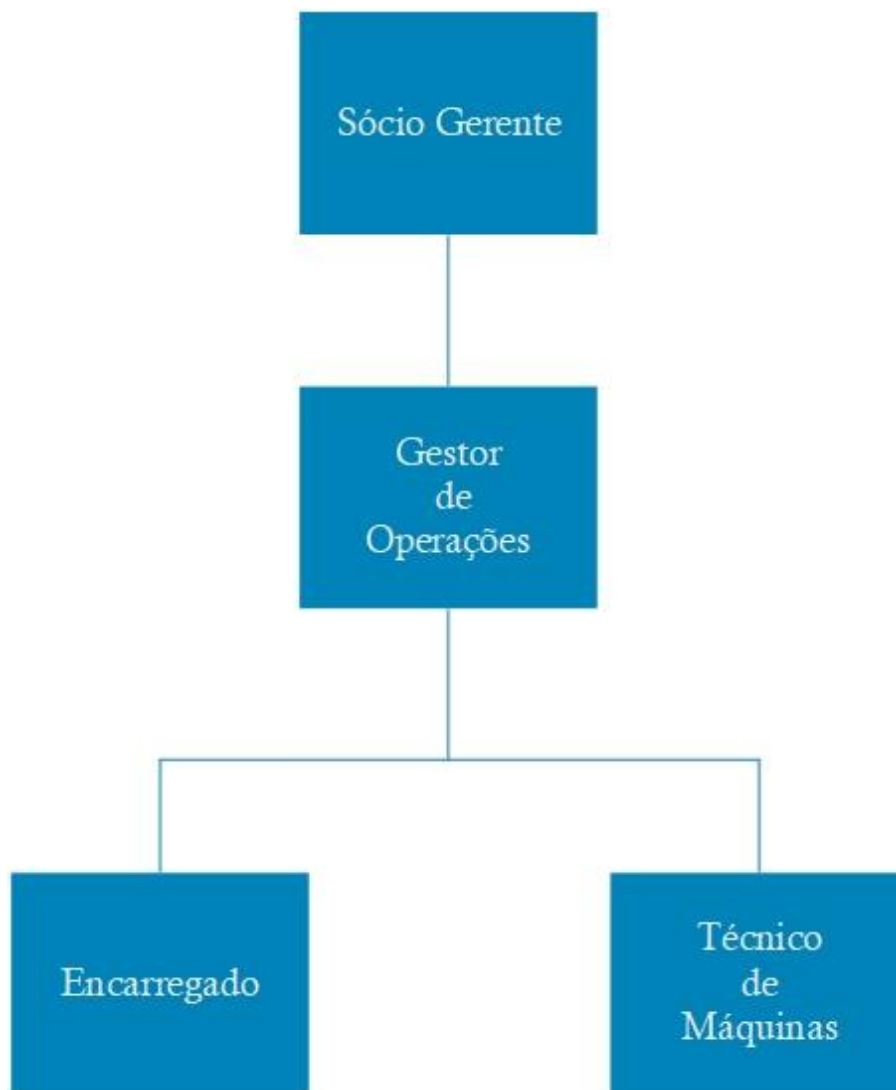 Sócio Gerente
Gestor
de
Operações
Encarregado
Técnico
de
Máquinas